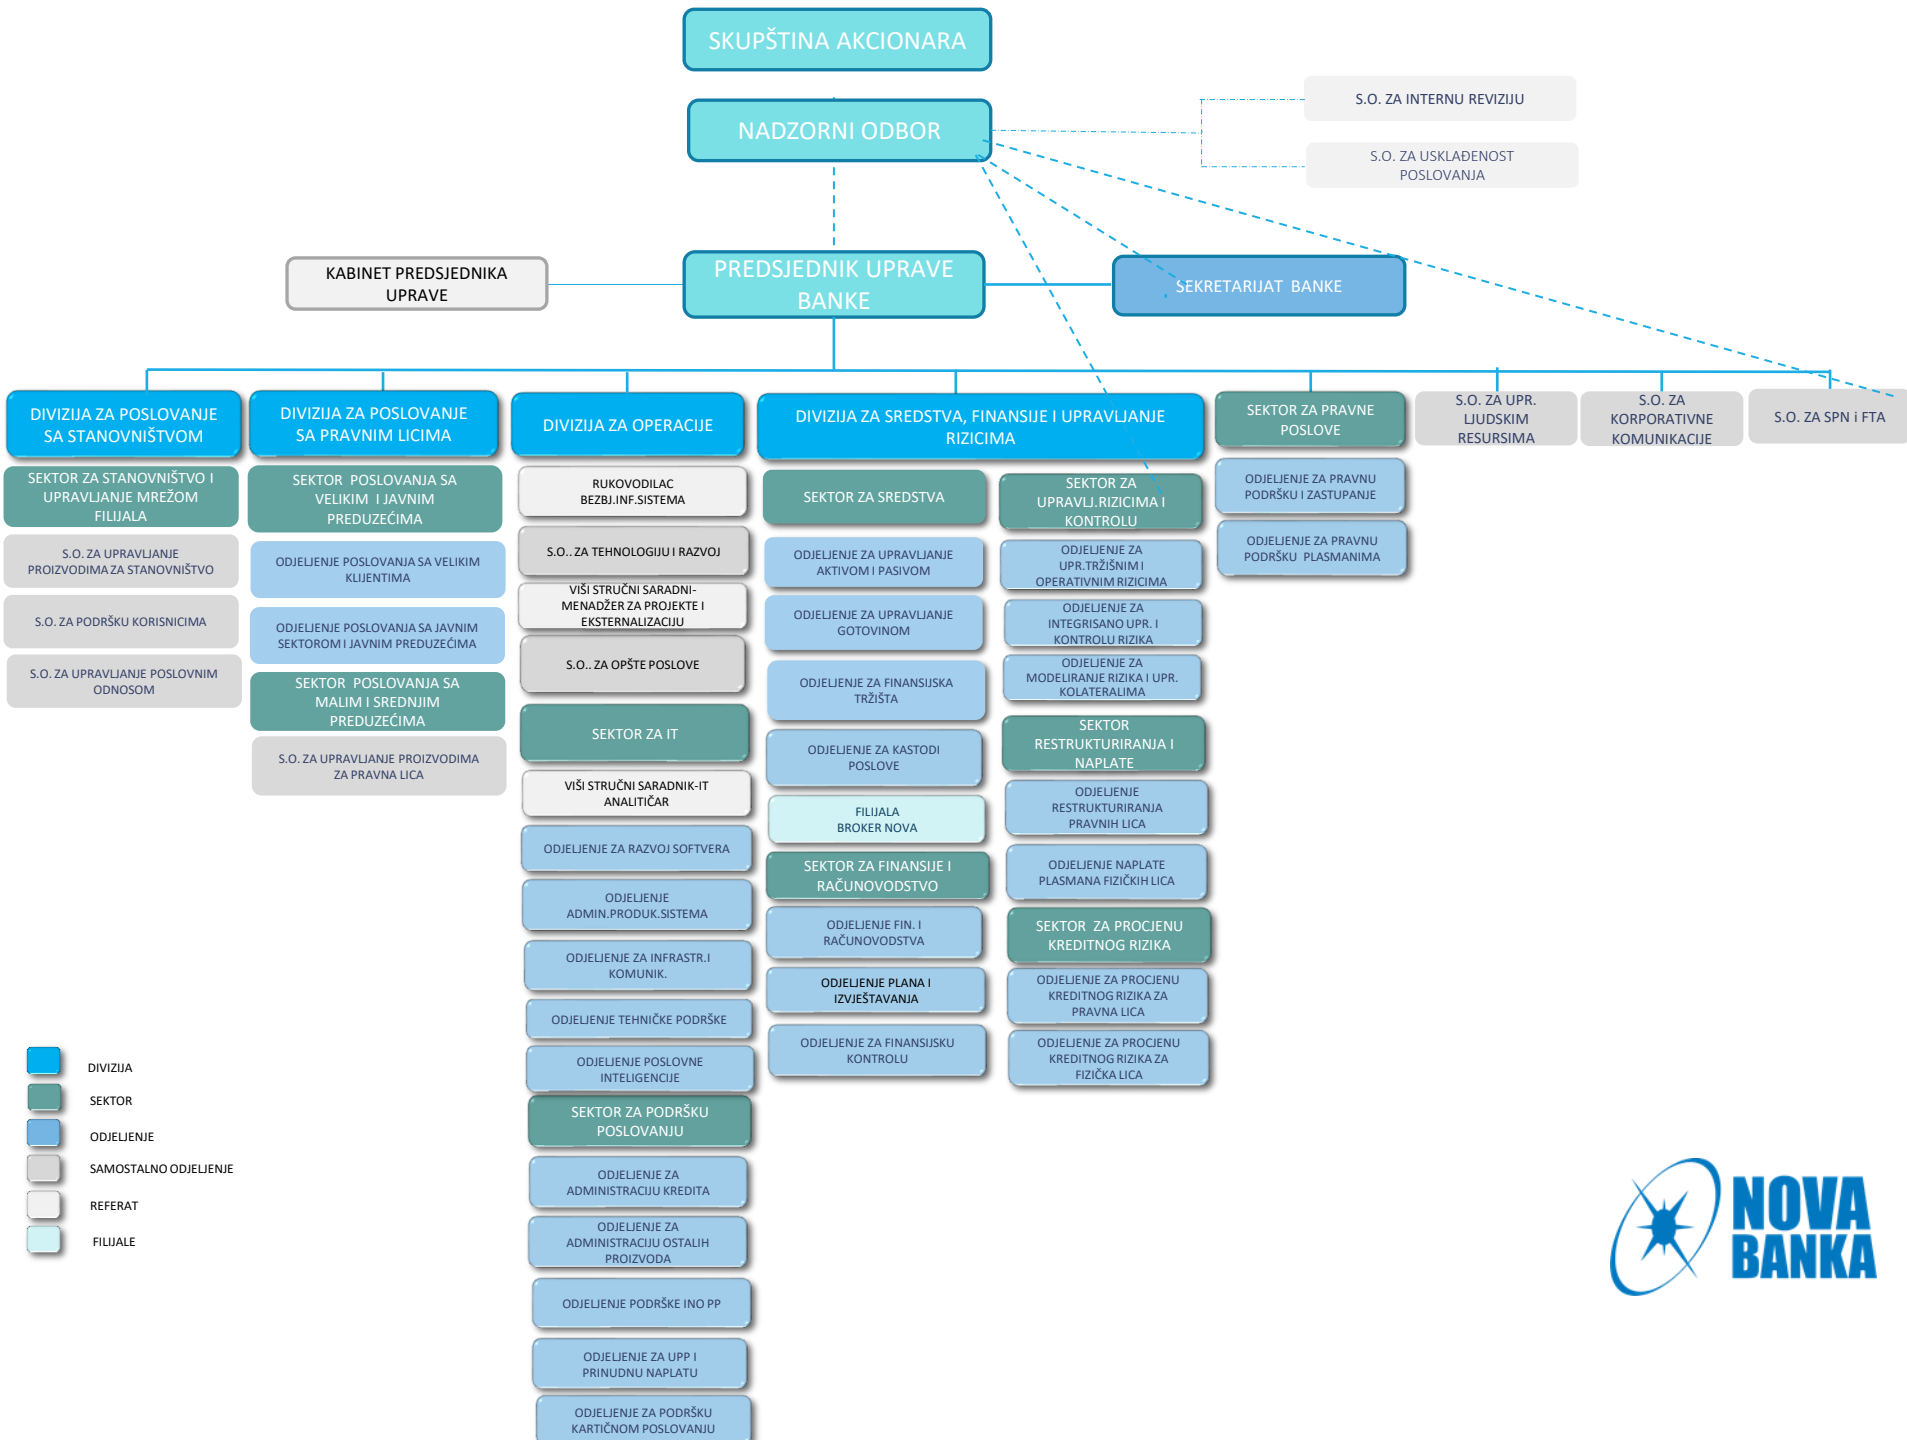 SKUPŠTINA AKCIONARA
NADZORNI ODBOR
S.O. ZA INTERNU REVIZIJU
S.O. ZA USKLAĐENOST
POSLOVANJA
KABINET PREDSJEDNIKA
UPRAVE
PREDSJEDNIK UPRAVE
BANKE
SEKRETARIJAT BANKE
DIVIZIJA ZA POSLOVANJE
SA STANOVNIŠTVOM
SEKTOR ZA STANOVNIŠTVO I
UPRAVLJANJE MREŽOM
FILIJALA
S.O. ZA UPRAVLJANJE
PROIZVODIMA ZA STANOVNIŠTVO
S.O. ZA PODRŠKU KORISNICIMA
S.O. ZA UPRAVLJANJE POSLOVNIM
ODNOSOM
DIVIZIJA ZA POSLOVANJE
SA PRAVNIM LICIMA
SEKTOR POSLOVANJA SA
VELIKIM I JAVNIM
PREDUZEĆIMA
ODJELJENJE POSLOVANJA SA VELIKIM
KLIJENTIMA
ODJELJENJE POSLOVANJA SA JAVNIM
SEKTOROM I JAVNIM PREDUZEĆIMA
SEKTOR POSLOVANJA SA
MALIM I SREDNJIM
PREDUZEĆIMA
S.O. ZA UPRAVLJANJE PROIZVODIMA
ZA PRAVNA LICA
DIVIZIJA ZA OPERACIJE
RUKOVODILAC
BEZBJ.INF.SISTEMA
S.O.. ZA TEHNOLOGIJU I RAZVOJ
VIŠI STRUČNI SARADNI-
MENADŽER ZA PROJEKTE I
EKSTERNALIZACIJU
S.O.. ZA OPŠTE POSLOVE
SEKTOR ZA IT
VIŠI STRUČNI SARADNIK-IT
ANALITIČAR
ODJELJENJE ZA RAZVOJ SOFTVERA
ODJELJENJE
ADMIN.PRODUK.SISTEMA
ODJELJENJE ZA INFRASTR.I
KOMUNIK.
ODJELJENJE TEHNIČKE PODRŠKE
ODJELJENJE POSLOVNE
INTELIGENCIJE
SEKTOR ZA PODRŠKU
POSLOVANJU
ODJELJENJE ZA
ADMINISTRACIJU KREDITA
ODJELJENJE ZA
ADMINISTRACIJU OSTALIH
PROIZVODA
ODJELJENJE PODRŠKE INO PP
ODJELJENJE ZA UPP I
PRINUDNU NAPLATU
ODJELJENJE ZA PODRŠKU
KARTIČNOM POSLOVANJU
DIVIZIJA ZA SREDSTVA, FINANSIJE I UPRAVLJANJE
RIZICIMA
SEKTOR ZA SREDSTVA
ODJELJENJE ZA UPRAVLJANJE
AKTIVOM I PASIVOM
ODJELJENJE ZA UPRAVLJANJE
GOTOVINOM
ODJELJENJE ZA FINANSIJSKA
TRŽIŠTA
ODJELJENJE ZA KASTODI
POSLOVE
FILIJALA
BROKER NOVA
SEKTOR ZA FINANSIJE I
RAČUNOVODSTVO
ODJELJENJE FIN. I
RAČUNOVODSTVA
ODJELJENJE PLANA I
IZVJEŠTAVANJA
ODJELJENJE ZA FINANSIJSKU
KONTROLU
SEKTOR ZA
UPRAVLJ.RIZICIMA I
KONTROLU
ODJELJENJE ZA
UPR.TRŽIŠNIM I
OPERATIVNIM RIZICIMA
ODJELJENJE ZA
INTEGRISANO UPR. I
KONTROLU RIZIKA
ODJELJENJE ZA
MODELIRANJE RIZIKA I UPR.
KOLATERALIMA
SEKTOR
RESTRUKTURIRANJA I
NAPLATE
ODJELJENJE
RESTRUKTURIRANJA
PRAVNIH LICA
ODJELJENJE NAPLATE
PLASMANA FIZIČKIH LICA
SEKTOR ZA PROCJENU
KREDITNOG RIZIKA
ODJELJENJE ZA PROCJENU
KREDITNOG RIZIKA ZA
PRAVNA LICA
ODJELJENJE ZA PROCJENU
KREDITNOG RIZIKA ZA
FIZIČKA LICA
SEKTOR ZA PRAVNE
POSLOVE
ODJELJENJE ZA PRAVNU
PODRŠKU I ZASTUPANJE
ODJELJENJE ZA PRAVNU
PODRŠKU PLASMANIMA
S.O. ZA UPR.
LJUDSKIM
RESURSIMA
S.O. ZA
KORPORATIVNE
KOMUNIKACIJE
S.O. ZA SPN i FTA
DIVIZIJA
SEKTOR
ODJELJENJE
SAMOSTALNO ODJELJENJE
REFERAT
FILIJALE
NOVA
BANKA